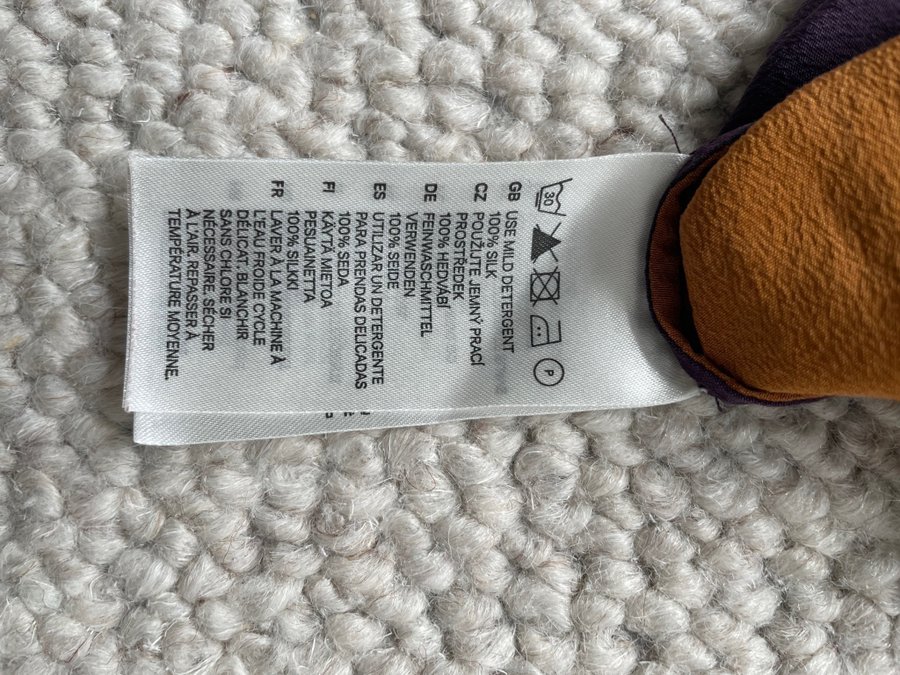 30
P
GB USE MILD DETERGENT
100% SILK
CZ POUŽIJTE JEMNÝ PRACÍ
PROSTŘEDEK
100% HEDVÁBÍ
DE FEINWASCHMITTEL
VERWENDEN
100% SEIDE
ES UTILIZAR UN DETERGENTE
PARA PRENDAS DELICADAS
100% SEDA
FI KÄYTÄ MIETOA
PESUAINETTA
100% SILKKI
FR LAVER À LA MACHINE À
L'EAU FROIDE CYCLE
DÉLICAT, BLANCHIR
SANS CHLORE SI
NÉCESSAIRE, SÉCHER
À L'AIR, REPASSER À
TEMPÉRATURE MOYENNE.